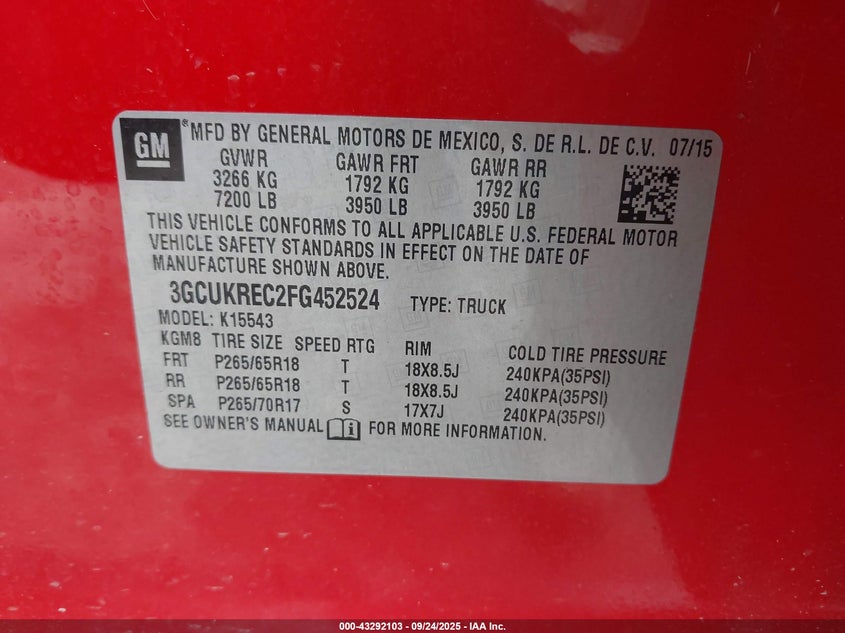 GM
® MFD BY GENERAL MOTORS DE MEXICO, S. DE R.L. DE C.V. 07/15
GVWR GAWR FRT GAWR RR
3266 KG 1792 KG 1792 KG
7200 LB 3950 LB 3950 LB
THIS VEHICLE CONFORMS TO ALL APPLICABLE U.S. FEDERAL MOTOR
VEHICLE SAFETY STANDARDS IN EFFECT ON THE DATE OF
MANUFACTURE SHOWN ABOVE.
3GCUKREC2FG452524 TYPE: TRUCK
MODEL: K15543
KGM8 TIRE SIZE SPEED RTG RIM COLD TIRE PRESSURE
FRT P265/65R18 T 18X8.5J 240KPA(35PSI)
RR P265/65R18 T 18X8.5J 240KPA(35PSI)
SPA P265/70R17 S 17X7J 240KPA(35PSI)
SEE OWNER'S MANUAL FOR MORE INFORMATION.
000-43292103 - 09/24/2025 - IAA Inc.